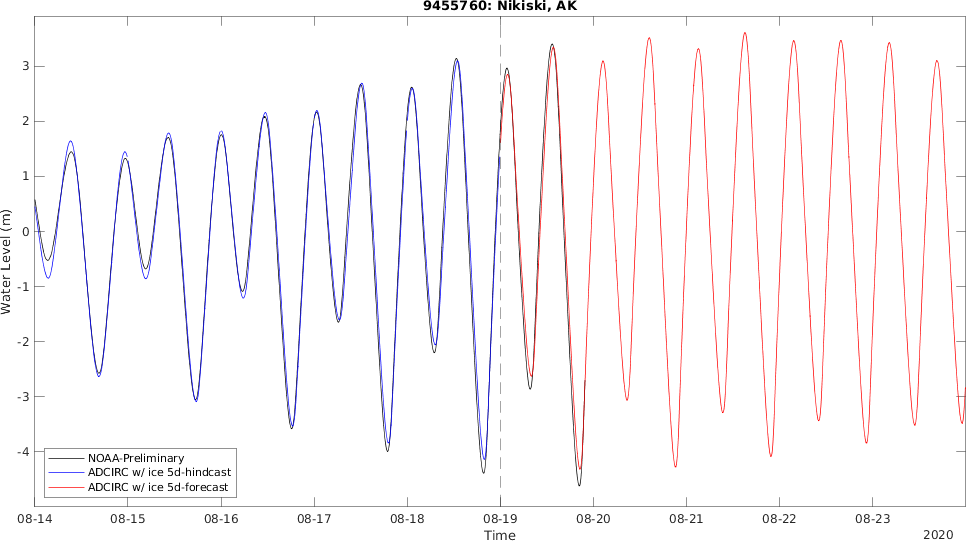 9455760: Nikiski, AK
Water Level (m)
3
2
1
0
-1
-2
-3
-4
NOAA-Preliminary
ADCIRC w/ ice 5d-hindcast
ADCIRC w/ ice 5d-forecast
08-14 08-15 08-16 08-17 08-18 08-19 08-20 08-21 08-22 08-23
Time
2020